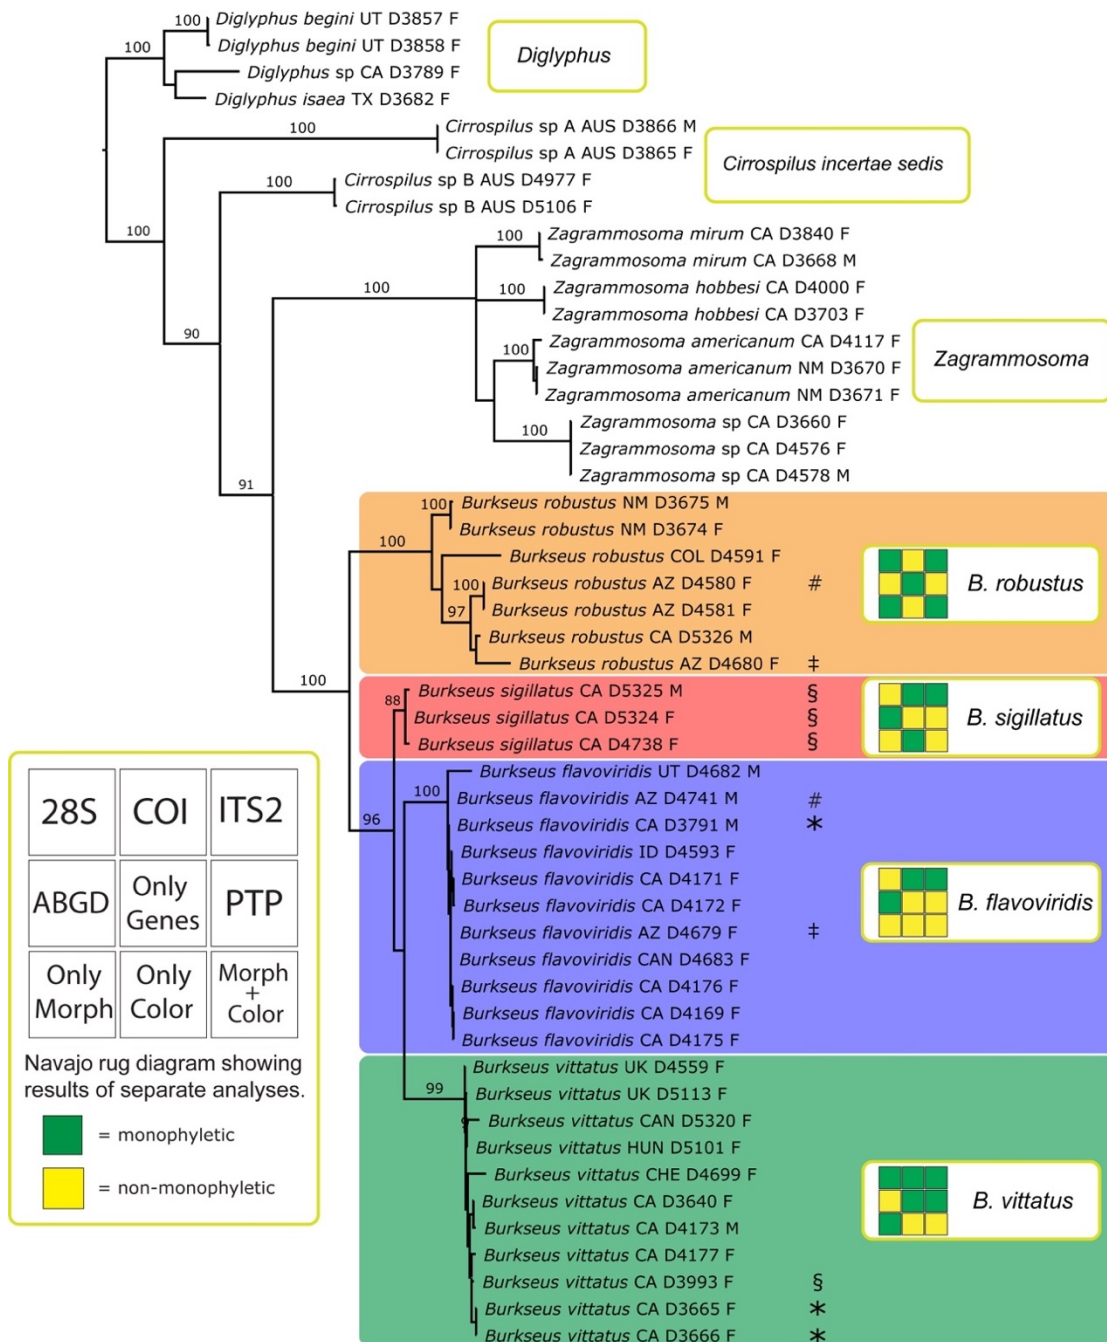 100
Diglyphus begini UT D3857 F
Diglyphus begini UT D3858 F
100
Diglyphus sp CA D3789 F
Diglyphus isaea TX D3682 F
Diglyphus
100
Cirrospilus sp A AUS D3866 M
Cirrospilus sp A AUS D3865 F
Cirrospilus incertae sedis
100
Cirrospilus sp B AUS D4977 F
Cirrospilus sp B AUS D5106 F
100
100
Zagrammosoma mirum CA D3840 F
Zagrammosoma mirum CA D3668 M
100
100
Zagrammosoma hobbesi CA D4000 F
Zagrammosoma hobbesi CA D3703 F
90
100
Zagrammosoma americanum CA D4117 F
Zagrammosoma americanum NM D3670 F
Zagrammosoma americanum NM D3671 F
Zagrammosoma
100
Zagrammosoma sp CA D3660 F
Zagrammosoma sp CA D4576 F
Zagrammosoma sp CA D4578 M
91
100
100
Burkseus robustus NM D3675 M
Burkseus robustus NM D3674 F
Burkseus robustus COL D4591 F
100
Burkseus robustus AZ D4580 F #
97
Burkseus robustus AZ D4581 F
Burkseus robustus CA D5326 M
Burkseus robustus AZ D4680 F ‡
B. robustus
100
88
Burkseus sigillatus CA D5325 M §
Burkseus sigillatus CA D5324 F §
Burkseus sigillatus CA D4738 F §
B. sigillatus
96
100
Burkseus flavoviridis UT D4682 M
Burkseus flavoviridis AZ D4741 M #
Burkseus flavoviridis CA D3791 M *
Burkseus flavoviridis ID D4593 F
Burkseus flavoviridis CA D4171 F
Burkseus flavoviridis CA D4172 F
Burkseus flavoviridis AZ D4679 F ‡
Burkseus flavoviridis CAN D4683 F
Burkseus flavoviridis CA D4176 F
Burkseus flavoviridis CA D4169 F
Burkseus flavoviridis CA D4175 F
B. flavoviridis
99
Burkseus vittatus UK D4559 F
Burkseus vittatus UK D5113 F
Burkseus vittatus CAN D5320 F
Burkseus vittatus HUN D5101 F
Burkseus vittatus CHE D4699 F
Burkseus vittatus CA D3640 F
Burkseus vittatus CA D4173 M
Burkseus vittatus CA D4177 F
Burkseus vittatus CA D3993 F §
Burkseus vittatus CA D3665 F *
Burkseus vittatus CA D3666 F *
B. vittatus
28S
COI
ITS2
ABGD
Only
Genes
PTP
Only
Morph
Only
Color
Morph
+
Color
Navajo rug diagram showing
results of separate analyses.
= monophyletic
= non-monophyletic